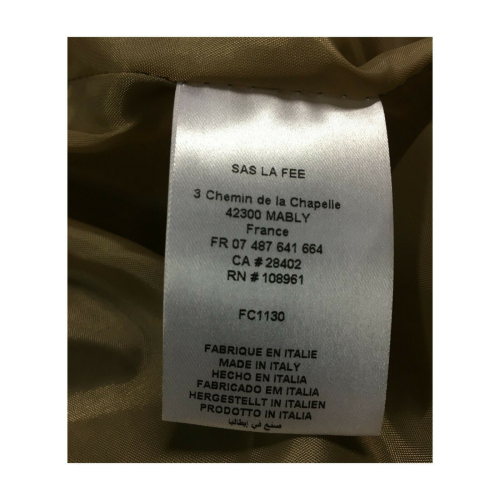 SAS LA FEE
3 Chemin de la Chapelle
42300 MABLY
France
FR 07 487 641 664
CA # 28402
RN # 108961
FC1130
FABRIQUE EN ITALIE
MADE IN ITALY
HECHO EN ITALIA
FABRICADO EM ITALIA
HERGESTELLT IN ITALIEN
PRODOTTO IN ITALIA
صنع في إيطاليا